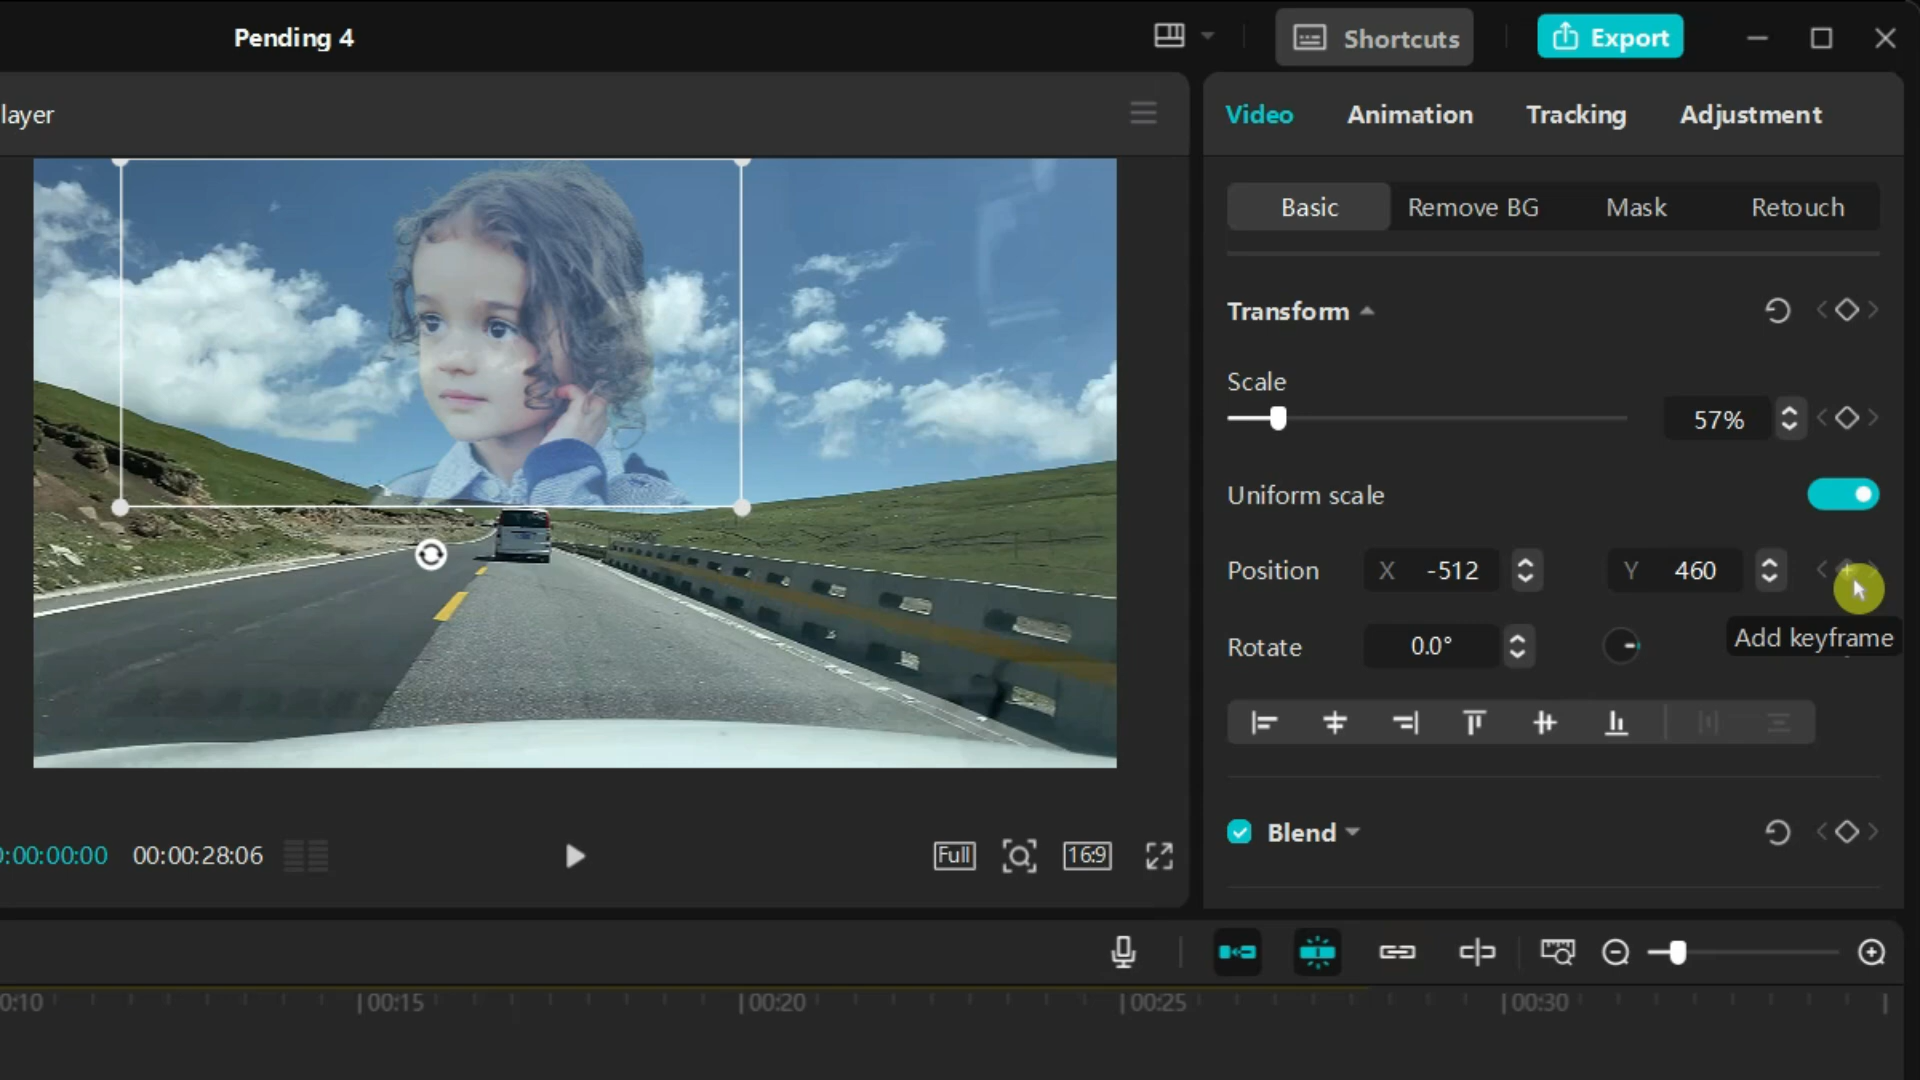 Pending 4
Shortcuts
Export
layer
Video Animation Tracking Adjustment
Basic Remove BG Mask Retouch
Transform
Scale
57%
Uniform scale
Position X -512 Y 460
Add keyframe
Rotate 0.0°
Blend
0:00:00:00 00:00:28:06
Full 16:9
0:10 00:15 00:20 00:25 00:30